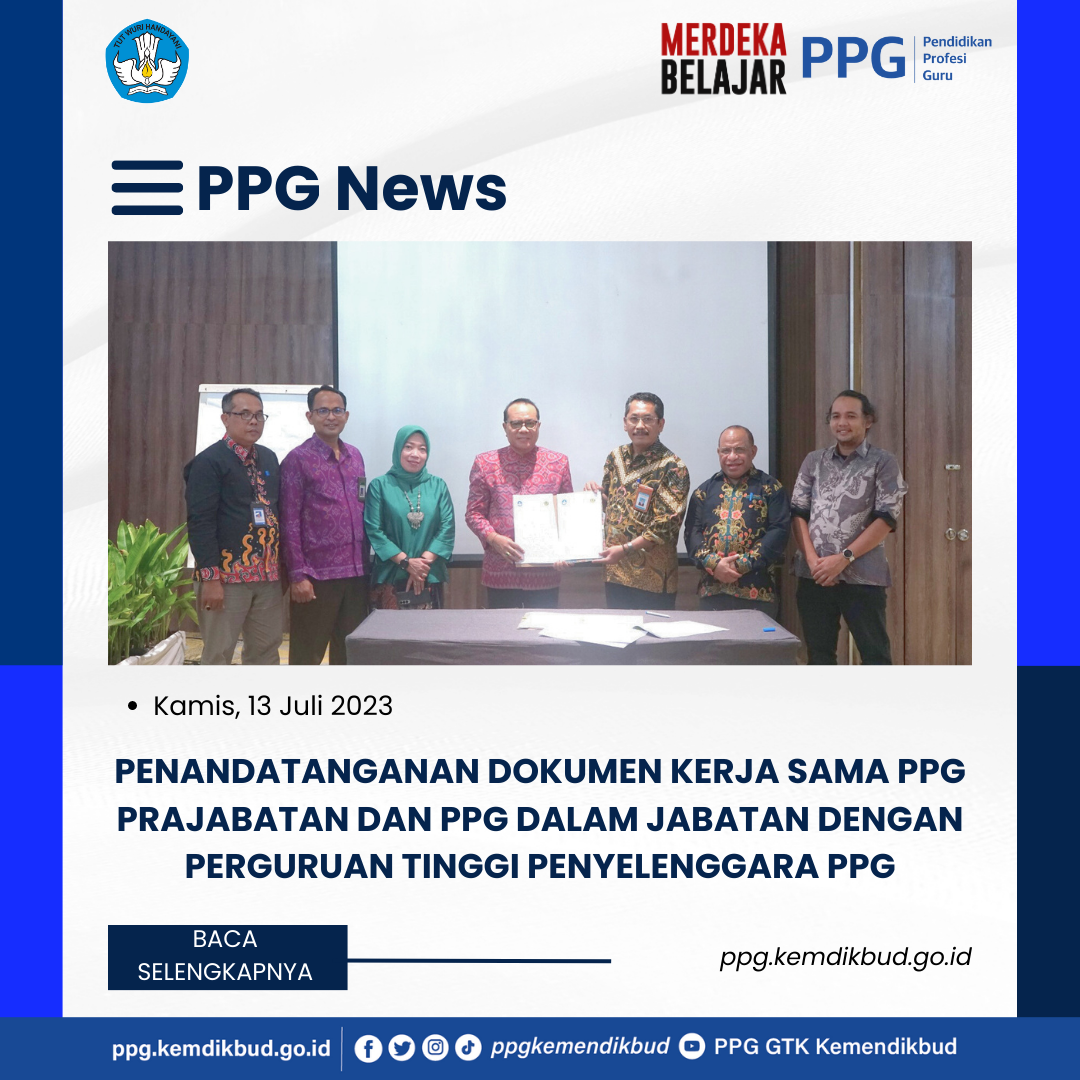 TUT WURI HANDAYANI
MERDEKA
BELAJAR
PPG
Pendidikan
Profesi
Guru
PPG News
• Kamis, 13 Juli 2023
PENANDATANGANAN DOKUMEN KERJA SAMA PPG
PRAJABATAN DAN PPG DALAM JABATAN DENGAN
PERGURUAN TINGGI PENYELENGGARA PPG
BACA
SELENGKAPNYA
ppg.kemdikbud.go.id
ppg.kemdikbud.go.id
ppgkemendikbud
PPG GTK Kemendikbud